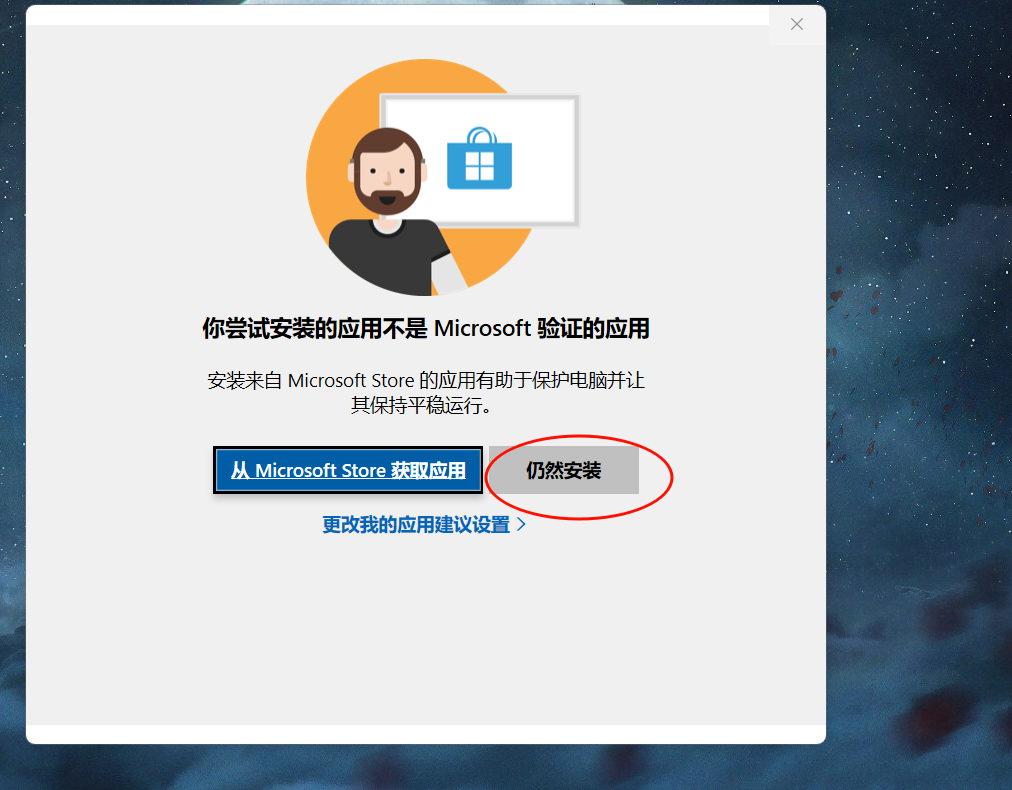 你尝试安装的应用不是 Microsoft 验证的应用
安装来自 Microsoft Store 的应用有助于保护电脑并让
其保持平稳运行。
从 Microsoft Store 获取应用
仍然安装
更改我的应用建议设置